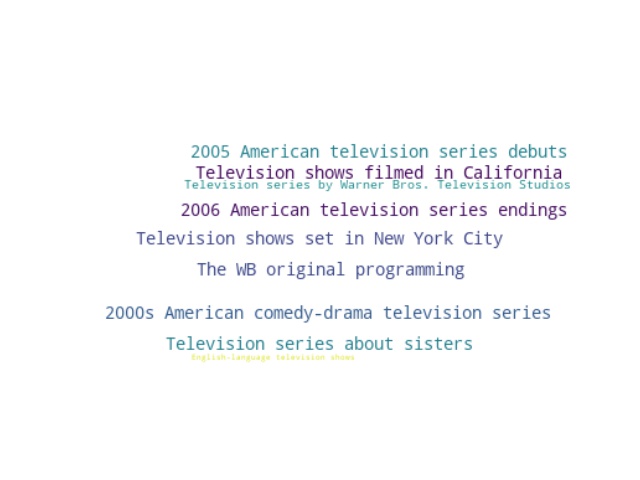 2005 American television series debuts
Television shows filmed in California
Television series by Warner Bros. Television Studios
2006 American television series endings
Television shows set in New York City
The WB original programming
2000s American comedy-drama television series
Television series about sisters
English-language television shows